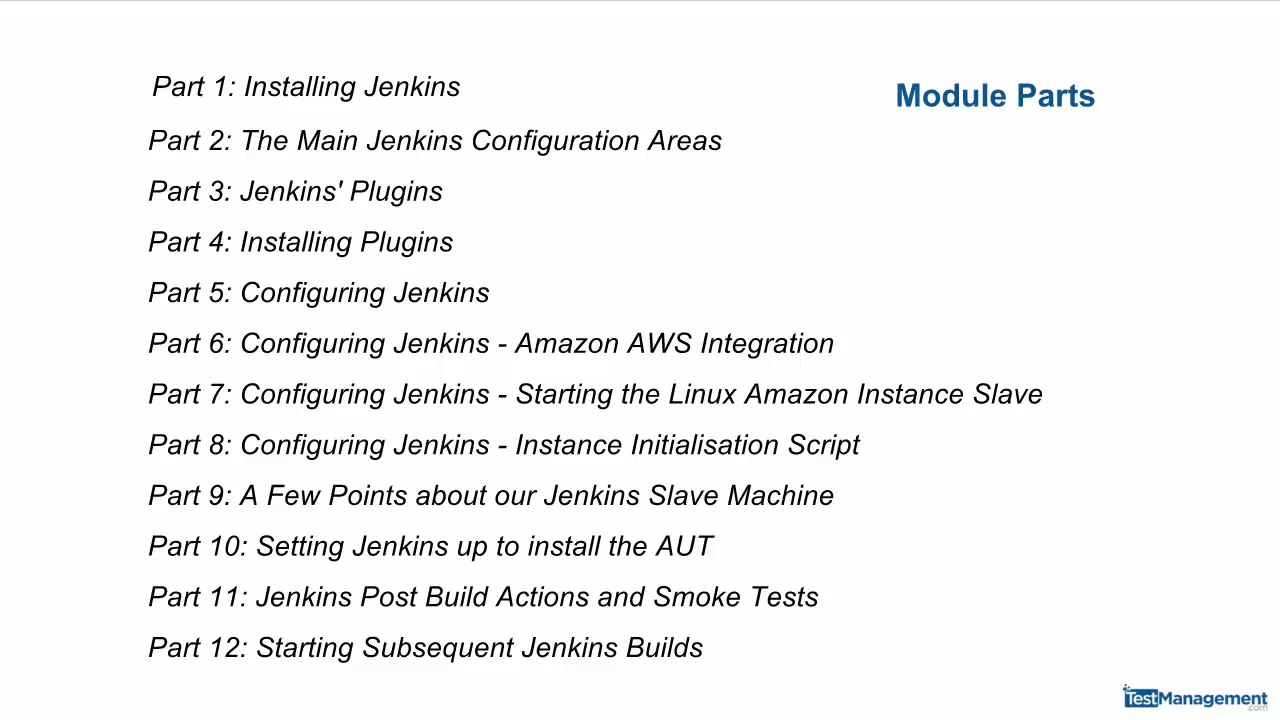 Module Parts
Part 1: Installing Jenkins
Part 2: The Main Jenkins Configuration Areas
Part 3: Jenkins' Plugins
Part 4: Installing Plugins
Part 5: Configuring Jenkins
Part 6: Configuring Jenkins - Amazon AWS Integration
Part 7: Configuring Jenkins - Starting the Linux Amazon Instance Slave
Part 8: Configuring Jenkins - Instance Initialisation Script
Part 9: A Few Points about our Jenkins Slave Machine
Part 10: Setting Jenkins up to install the AUT
Part 11: Jenkins Post Build Actions and Smoke Tests
Part 12: Starting Subsequent Jenkins Builds
TestManagement
.com